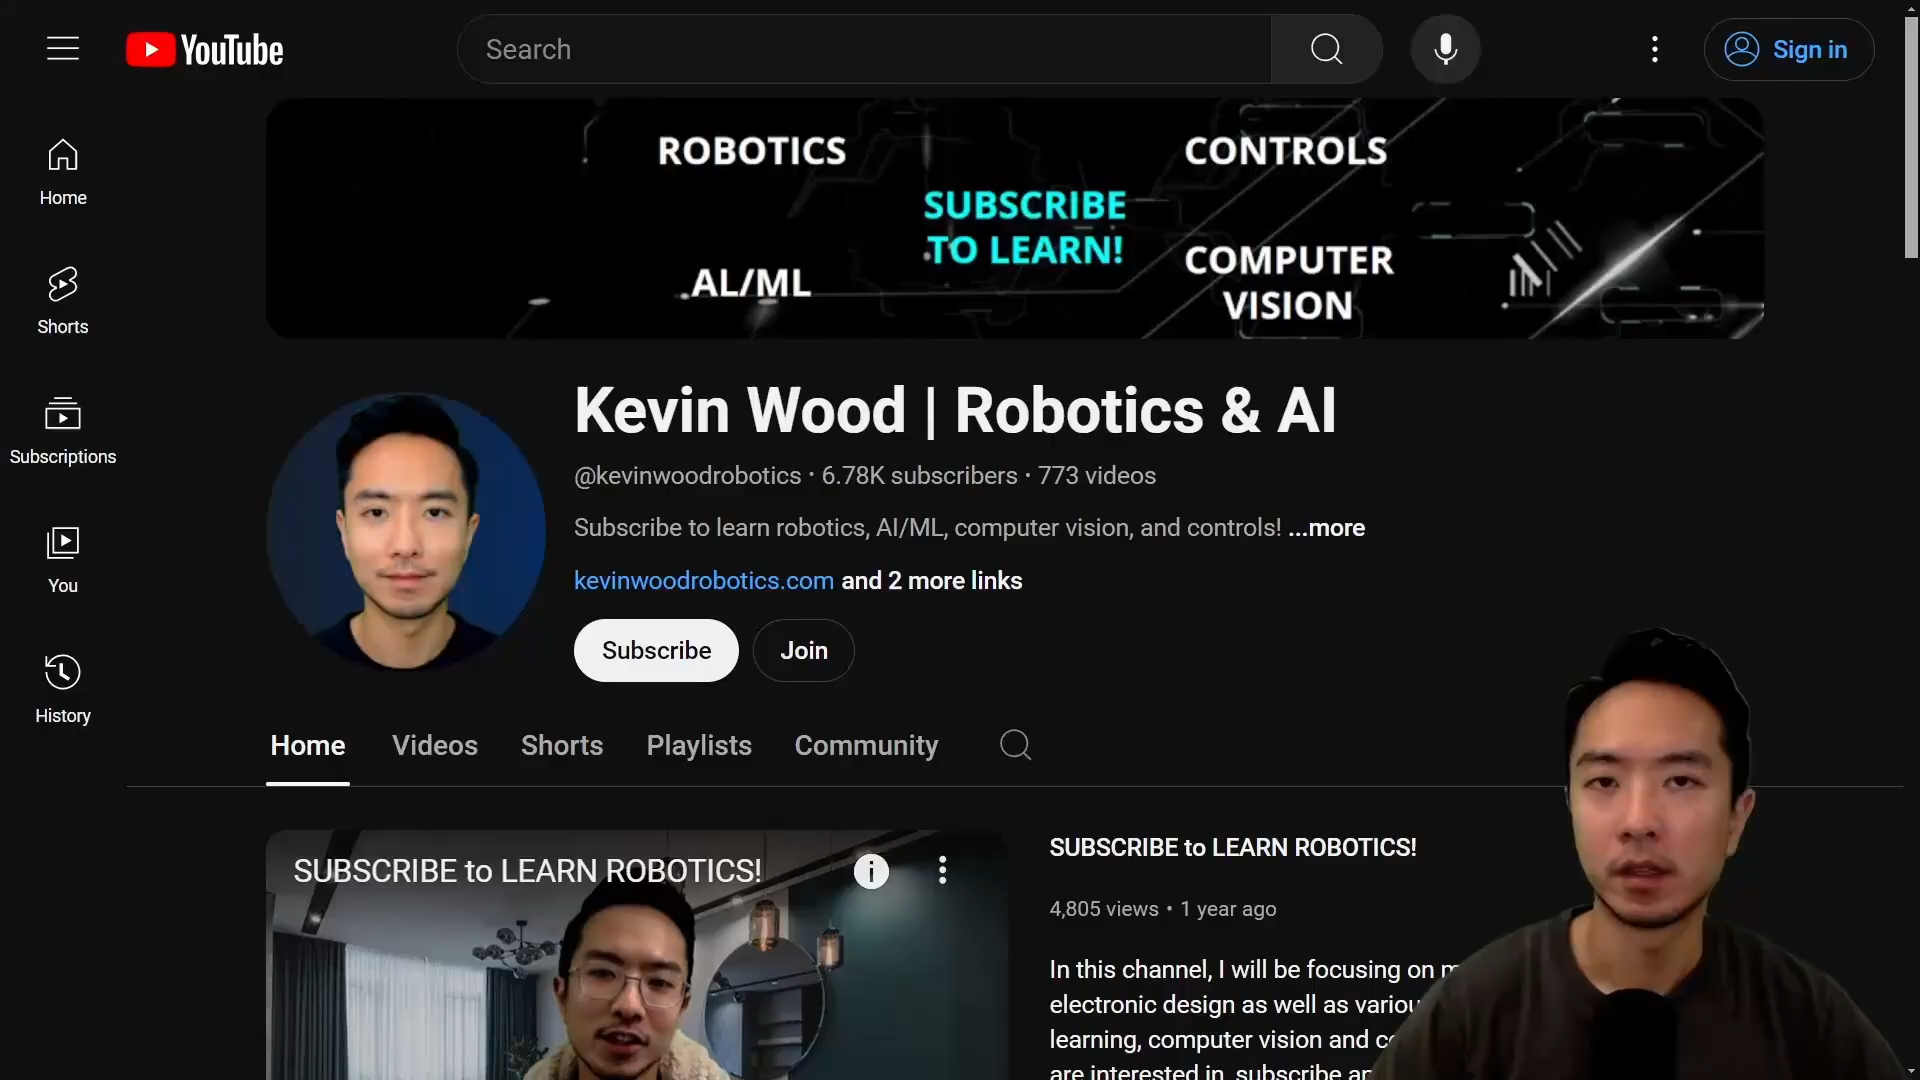 YouTube
Search
Sign in
Home
Shorts
Subscriptions
You
History
ROBOTICS
CONTROLS
SUBSCRIBE
TO LEARN!
AL/ML
COMPUTER
VISION
Kevin Wood | Robotics & AI
@kevinwoodrobotics · 6.78K subscribers · 773 videos
Subscribe to learn robotics, AI/ML, computer vision, and controls! ...more
kevinwoodrobotics.com and 2 more links
Subscribe
Join
Home
Videos
Shorts
Playlists
Community
SUBSCRIBE to LEARN ROBOTICS!
SUBSCRIBE to LEARN ROBOTICS!
4,805 views • 1 year ago
In this channel, I will be focusing on
electronic design as well as
learning, computer vision and
are interested in, subscribe